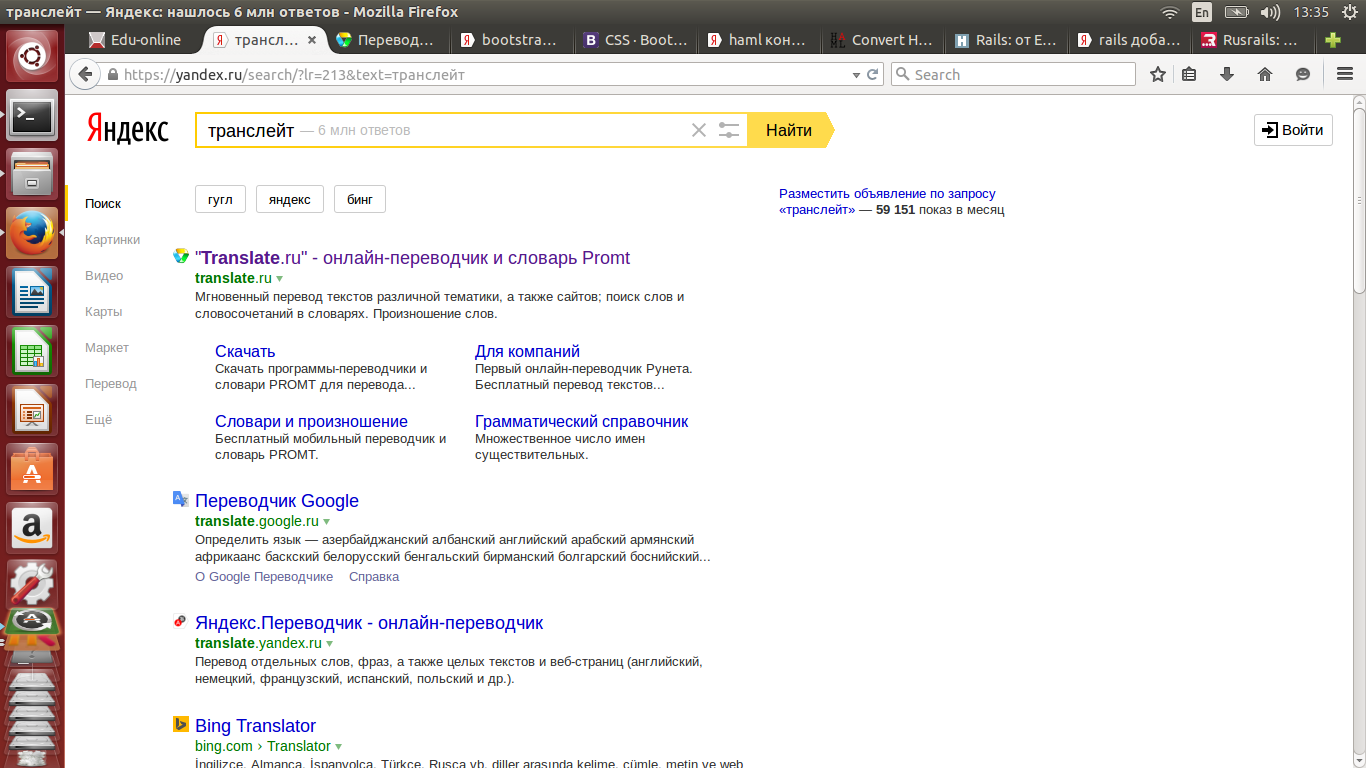 транслейт — Яндекс: нашлось 6 млн ответов - Mozilla Firefox
En
13:35
Edu-online
трансл…
Перевод…
bootstra…
CSS · Boot…
haml кон…
Convert H…
Rails: от Е…
rails доба…
Rusrails: …
https://yandex.ru/search/?lr=213&text=транслейт
Search
Яндекс
транслейт — 6 млн ответов
Найти
Войти
Поиск
Картинки
Видео
Карты
Маркет
Перевод
Ещё
гугл
яндекс
бинг
Разместить объявление по запросу
«транслейт» — 59 151 показ в месяц
"Translate.ru" - онлайн-переводчик и словарь Promt
translate.ru
Мгновенный перевод текстов различной тематики, а также сайтов; поиск слов и
словосочетаний в словарях. Произношение слов.
Скачать
Скачать программы-переводчики и
словари PROMT для перевода...
Для компаний
Первый онлайн-переводчик Рунета.
Бесплатный перевод текстов...
Словари и произношение
Бесплатный мобильный переводчик и
словарь PROMT.
Грамматический справочник
Множественное число имен
существительных.
Переводчик Google
translate.google.ru
Определить язык — азербайджанский албанский английский арабский армянский
африкаанс баскский белорусский бенгальский бирманский болгарский боснийский...
О Google Переводчике
Справка
Яндекс.Переводчик - онлайн-переводчик
translate.yandex.ru
Перевод отдельных слов, фраз, а также целых текстов и веб-страниц (английский,
немецкий, французский, испанский, польский и др.).
Bing Translator
bing.com › Translator
İngilizce, Almanca, İspanyolca, Türkçe, Rusça vb. diller arasında kelime, cümle, metin ve web